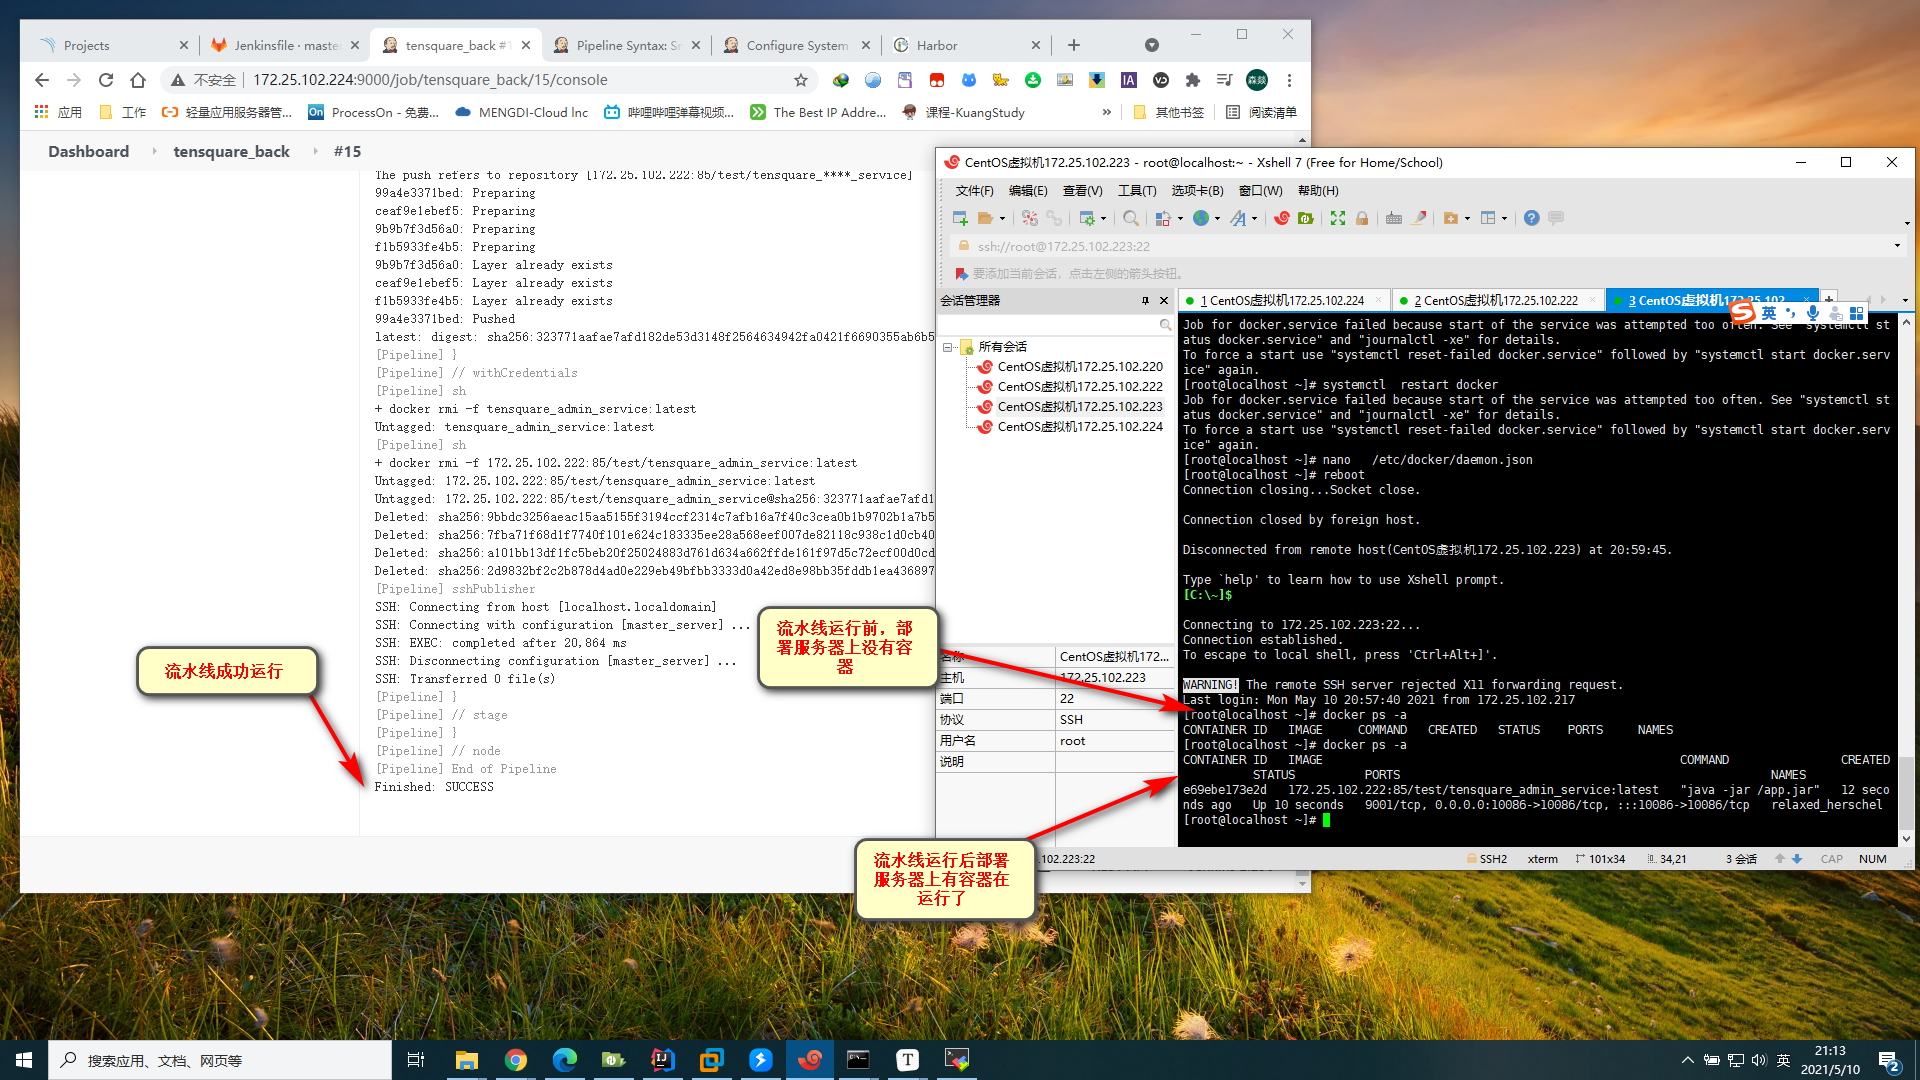 Projects
Jenkinsfile · maste
tensquare_back #1
Pipeline Syntax: Sn
Configure System
Harbor
不安全
172.25.102.224:9000/job/tensquare_back/15/console
应用
工作
轻量应用服务器管...
ProcessOn - 免费...
MENGDI-Cloud Inc
哔哩哔哩弹幕视频...
The Best IP Addre...
课程-KuangStudy
»
其他书签
阅读清单
Dashboard
tensquare_back
#15
The push refers to repository [172.25.102.222:85/test/tensquare_****_service]
99a4e3371bed: Preparing
ceaf9e1ebef5: Preparing
9b9b7f3d56a0: Preparing
f1b5933fe4b5: Preparing
9b9b7f3d56a0: Layer already exists
ceaf9e1ebef5: Layer already exists
f1b5933fe4b5: Layer already exists
99a4e3371bed: Pushed
latest: digest: sha256:323771aafae7afd182de53d3148f2564634942fa0421f6690355ab6b5
[Pipeline] }
[Pipeline] // withCredentials
[Pipeline] sh
+ docker rmi -f tensquare_admin_service:latest
Untagged: tensquare_admin_service:latest
[Pipeline] sh
+ docker rmi -f 172.25.102.222:85/test/tensquare_admin_service:latest
Untagged: 172.25.102.222:85/test/tensquare_admin_service:latest
Untagged: 172.25.102.222:85/test/tensquare_admin_service@sha256:323771aafae7afd1
Deleted: sha256:9bbdc3256aeac15aa5155f3194ccf2314c7afb16a7f40c3cea0b1b9702b1a7b5
Deleted: sha256:7fba71f68d1f7740f101e624c183335ee28a568eef007de82118c938c1d0cb40
Deleted: sha256:a101bb13df1fc5beb20f25024883d761d634a662ffde161f97d5c72ecf00d0cd
Deleted: sha256:2d9832bf2c2b878d4ad0e229eb49bfbb3333d0a42ed8e98bb35fddb1ea436897
[Pipeline] sshPublisher
SSH: Connecting from host [localhost.localdomain]
SSH: Connecting with configuration [master_server] ...
SSH: EXEC: completed after 20,864 ms
SSH: Disconnecting configuration [master_server] ...
SSH: Transferred 0 file(s)
[Pipeline] }
[Pipeline] // stage
[Pipeline] }
[Pipeline] // node
[Pipeline] End of Pipeline
Finished: SUCCESS
流水线成功运行
流水线运行前，部
署服务器上没有容
器
流水线运行后部署
服务器上有容器在
运行了
CentOS虚拟机172.25.102.223 - root@localhost:~ - Xshell 7 (Free for Home/School)
文件(F) 编辑(E) 查看(V) 工具(T) 选项卡(B) 窗口(W) 帮助(H)
ssh://root@172.25.102.223:22
要添加当前会话，点击左侧的箭头按钮。
会话管理器
所有会话
CentOS虚拟机172.25.102.220
CentOS虚拟机172.25.102.222
CentOS虚拟机172.25.102.223
CentOS虚拟机172.25.102.224
名称 CentOS虚拟机172...
主机 172.25.102.223
端口 22
协议 SSH
用户名 root
说明
1 CentOS虚拟机172.25.102.224
2 CentOS虚拟机172.25.102.222
3 CentOS虚拟机172.25.102
英
Job for docker.service failed because start of the service was attempted too often. See "systemctl st
atus docker.service" and "journalctl -xe" for details.
To force a start use "systemctl reset-failed docker.service" followed by "systemctl start docker.serv
ice" again.
[root@localhost ~]# systemctl  restart docker
Job for docker.service failed because start of the service was attempted too often. See "systemctl st
atus docker.service" and "journalctl -xe" for details.
To force a start use "systemctl reset-failed docker.service" followed by "systemctl start docker.serv
ice" again.
[root@localhost ~]# nano   /etc/docker/daemon.json
[root@localhost ~]# reboot
Connection closing...Socket close.
Connection closed by foreign host.
Disconnected from remote host(CentOS虚拟机172.25.102.223) at 20:59:45.
Type `help' to learn how to use Xshell prompt.
[C:\~]$
Connecting to 172.25.102.223:22...
Connection established.
To escape to local shell, press 'Ctrl+Alt+]'.
WARNING! The remote SSH server rejected X11 forwarding request.
Last login: Mon May 10 20:57:40 2021 from 172.25.102.217
[root@localhost ~]# docker ps -a
CONTAINER ID   IMAGE     COMMAND   CREATED   STATUS    PORTS     NAMES
[root@localhost ~]# docker ps -a
CONTAINER ID   IMAGE   COMMAND   CREATED
STATUS   PORTS   NAMES
e69ebe173e2d   172.25.102.222:85/test/tensquare_admin_service:latest   "java -jar /app.jar"   12 seco
nds ago   Up 10 seconds   9001/tcp, 0.0.0.0:10086->10086/tcp, :::10086->10086/tcp   relaxed_herschel
[root@localhost ~]#
.102.223:22
SSH2
xterm
101x34
34,21
3 会话
CAP
NUM
搜索应用、文档、网页等
英
21:13
2021/5/10
2